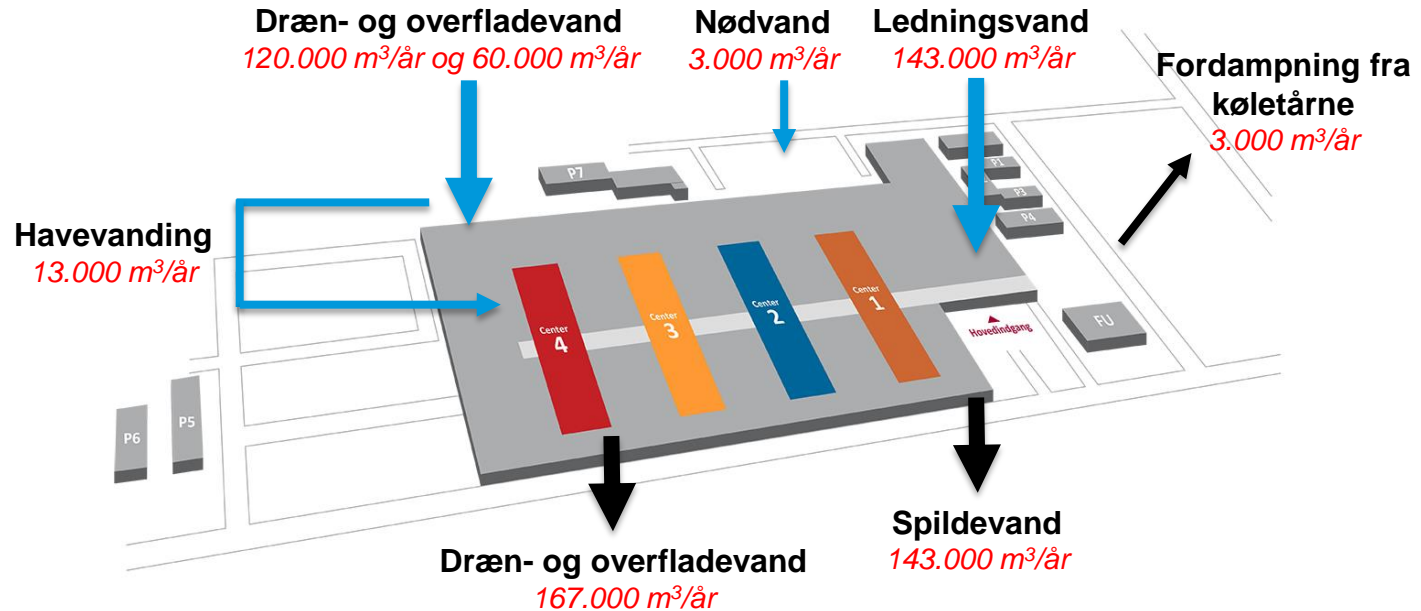 Dræn- og overfladevand
120.000 m³/år og 60.000 m³/år
Nødvand
3.000 m³/år
Ledningsvand
143.000 m³/år
Fordampning fra
køletårne
3.000 m³/år
Havevanding
13.000 m³/år
P7
P1
P3
P4
Center
4
Center
3
Center
2
Center
1
Hovedindgang
FU
P6
P5
Dræn- og overfladevand
167.000 m³/år
Spildevand
143.000 m³/år